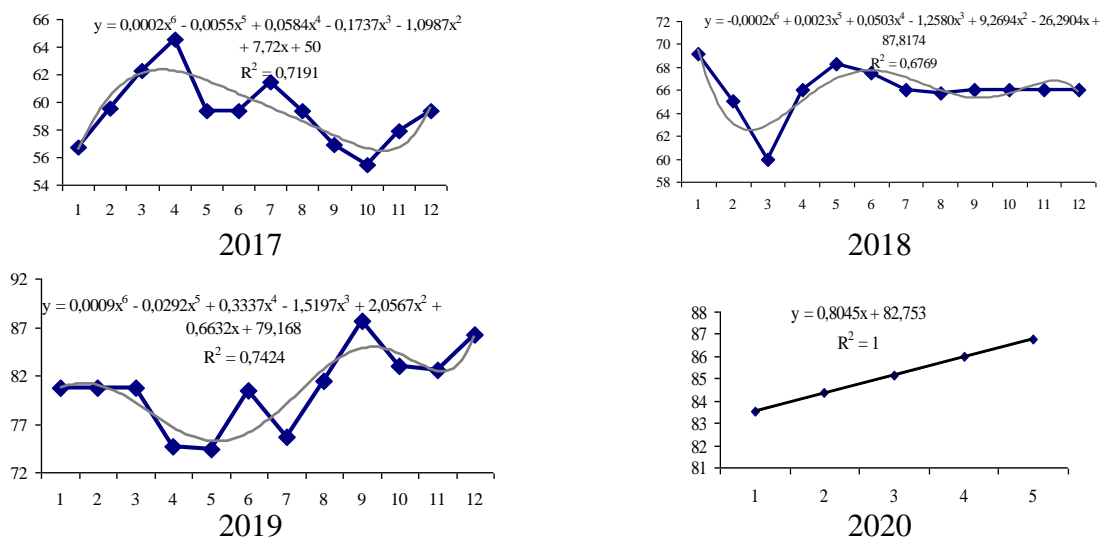 66
64
62
60
58
56
54
y = 0,0002x⁶ - 0,0055x⁵ + 0,0584x⁴ - 0,1737x³ - 1,0987x²
+ 7,72x + 50
R² = 0,7191
1 2 3 4 5 6 7 8 9 10 11 12
2017
72
70
68
66
64
62
60
58
y = -0,0002x⁶ + 0,0023x⁵ + 0,0503x⁴ - 1,2580x³ + 9,2694x² - 26,2904x +
87,8174
R² = 0,6769
1 2 3 4 5 6 7 8 9 10 11 12
2018
92
87
82
77
72
y = 0,0009x⁶ - 0,0292x⁵ + 0,3337x⁴ - 1,5197x³ + 2,0567x² +
0,6632x + 79,168
R² = 0,7424
1 2 3 4 5 6 7 8 9 10 11 12
2019
88
87
86
85
84
83
82
81
y = 0,8045x + 82,753
R² = 1
1 2 3 4 5
2020